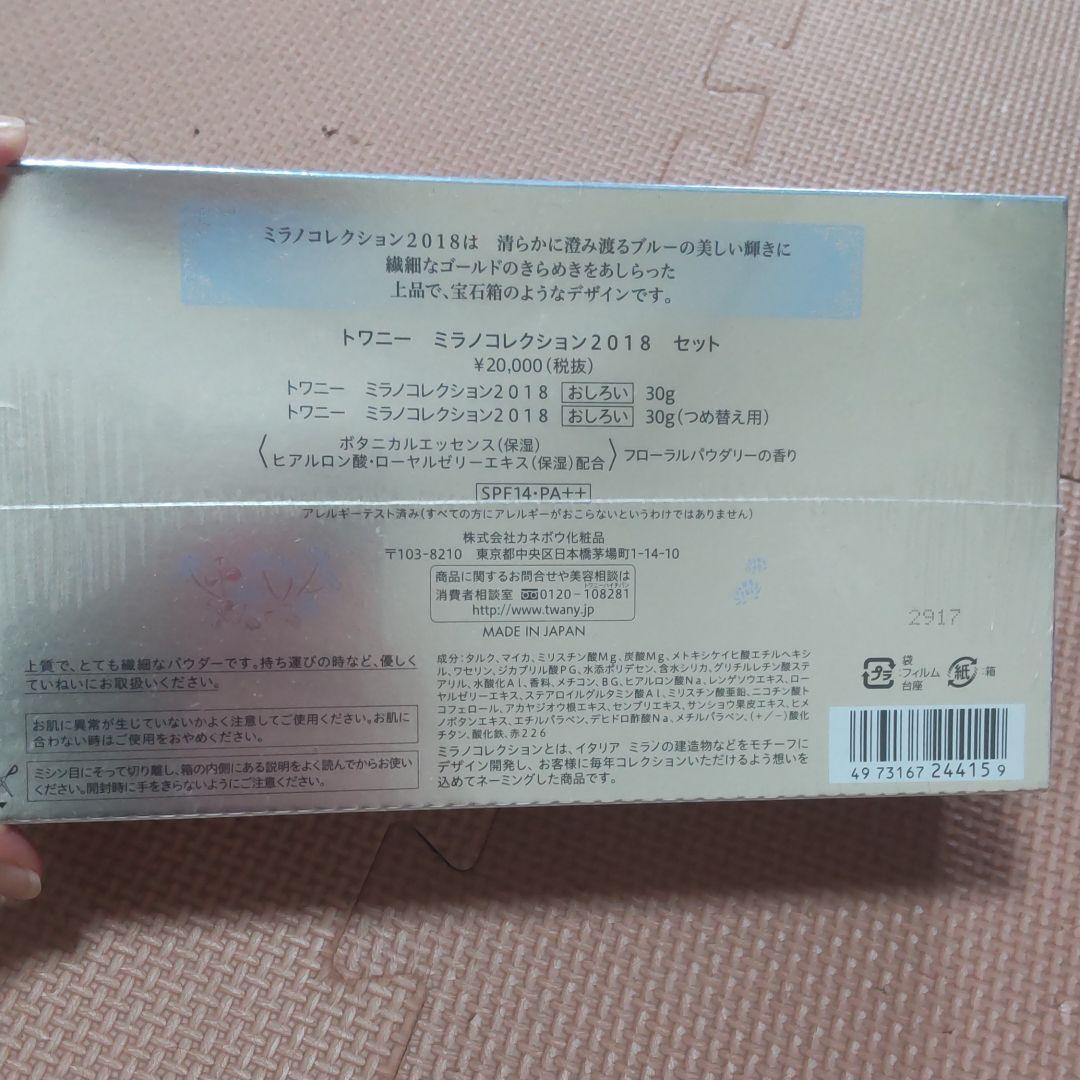 ミラノコレクション2018は　清らかに澄み渡るブルーの美しい輝きに
繊細なゴールドのきらめきをあしらった
上品で、宝石箱のようなデザインです。
トワニー　ミラノコレクション2018　セット
¥20,000(税抜)
トワニー　ミラノコレクション2018 おしろい 30g
トワニー　ミラノコレクション2018 おしろい 30g(つめ替え用)
ボタニカルエッセンス(保湿)
ヒアルロン酸・ローヤルゼリーエキス(保湿)配合
フローラルパウダリーの香り
SPF14・PA++
アレルギーテスト済み(すべての方にアレルギーがおこらないというわけではありません)
株式会社カネボウ化粧品
〒103-8210　東京都中央区日本橋茅場町1-14-10
商品に関するお問合せや美容相談は
トワニーハイチバン
消費者相談室 0120-108281
http://www.twany.jp
MADE IN JAPAN
2917
上質で、とても繊細なパウダーです。持ち運びの時など、優しく
ていねいにお取扱いください。
お肌に異常が生じていないかよく注意してご使用ください。お肌に
合わない時はご使用をおやめください。
ミシン目にそって切り離し、箱の内側にある説明をよく読んでからお使い
ください。開封時に手をきらないようにご注意ください。
成分：タルク、マイカ、ミリスチン酸Mg、炭酸Mg、メトキシケイヒ酸エチルヘキシ
ル、ワセリン、ジカプリル酸PG、水添ポリデセン、含水シリカ、グリチルレチン酸ステ
アリル、水酸化Al、香料、メチコン、BG、ヒアルロン酸Na、レンゲソウエキス、ロー
ヤルゼリーエキス、ステアロイルグルタミン酸Al、ミリスチン酸亜鉛、ニコチン酸ト
コフェロール、アカヤジオウ根エキス、センブリエキス、サンショウ果皮エキス、ヒメ
ノボタンエキス、エチルパラベン、デヒドロ酢酸Na、メチルパラベン、(+/-)酸化
チタン、酸化鉄、赤226
ミラノコレクションとは、イタリア　ミラノの建造物などをモチーフに
デザイン開発し、お客様に毎年コレクションいただけるよう想いを
込めてネーミングした商品です。
プラ
袋
フィルム
台座
紙
：箱
4973167244159